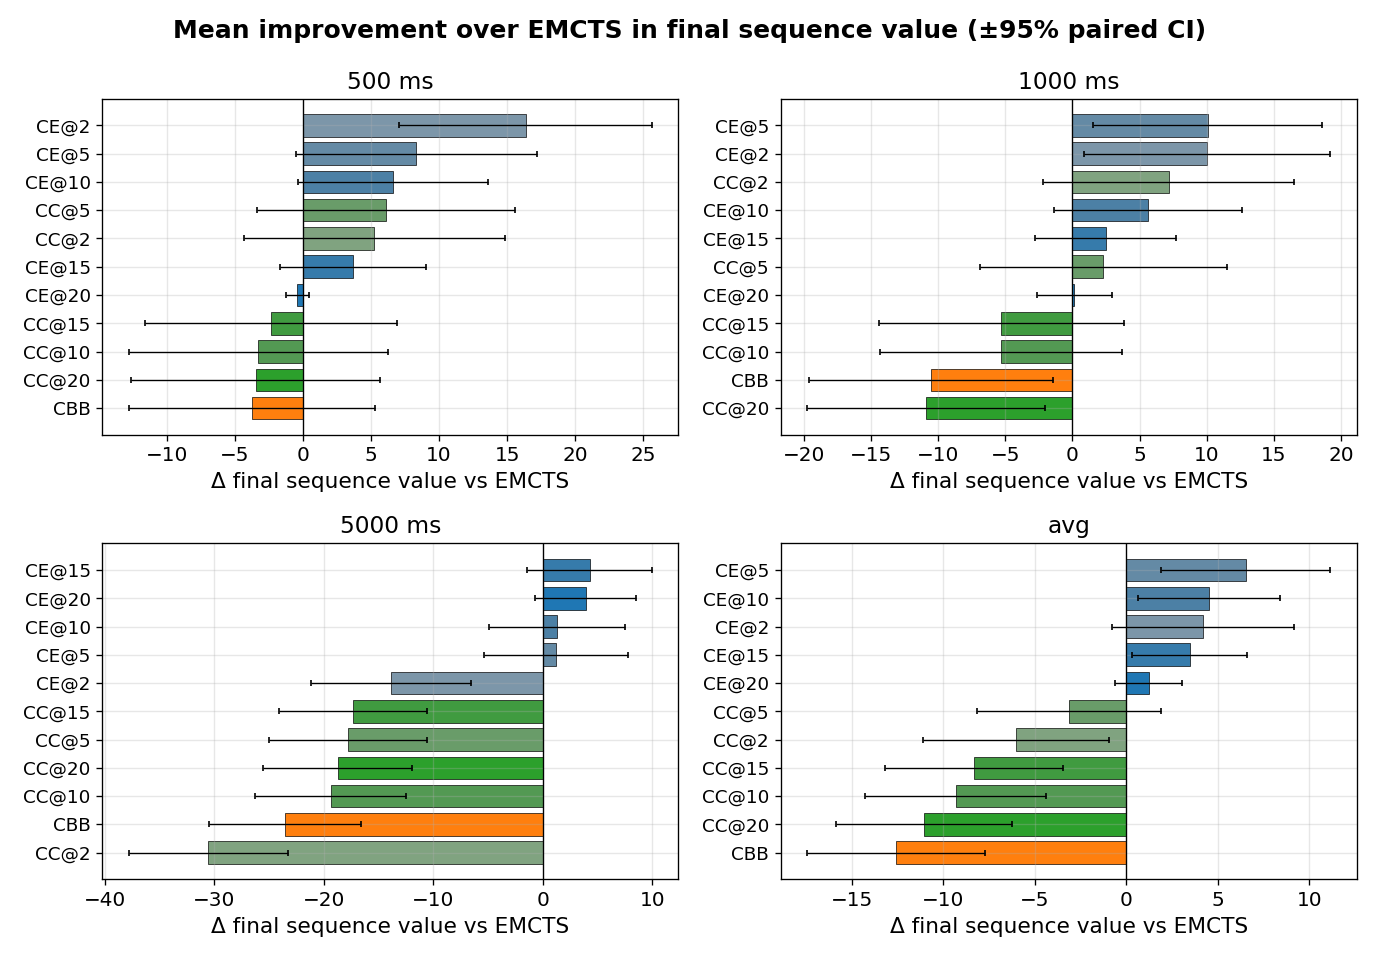 Mean improvement over EMCTS in final sequence value (±95% paired CI)
500 ms
CE@2
CE@5
CE@10
CC@5
CC@2
CE@15
CE@20
CC@15
CC@10
CC@20
CBB
−10 −5 0 5 10 15 20 25
Δ final sequence value vs EMCTS
1000 ms
CE@5
CE@2
CC@2
CE@10
CE@15
CC@5
CE@20
CC@15
CC@10
CBB
CC@20
−20 −15 −10 −5 0 5 10 15 20
Δ final sequence value vs EMCTS
5000 ms
CE@15
CE@20
CE@10
CE@5
CE@2
CC@15
CC@5
CC@20
CC@10
CBB
CC@2
−40 −30 −20 −10 0 10
Δ final sequence value vs EMCTS
avg
CE@5
CE@10
CE@2
CE@15
CE@20
CC@5
CC@2
CC@15
CC@10
CC@20
CBB
−15 −10 −5 0 5 10
Δ final sequence value vs EMCTS